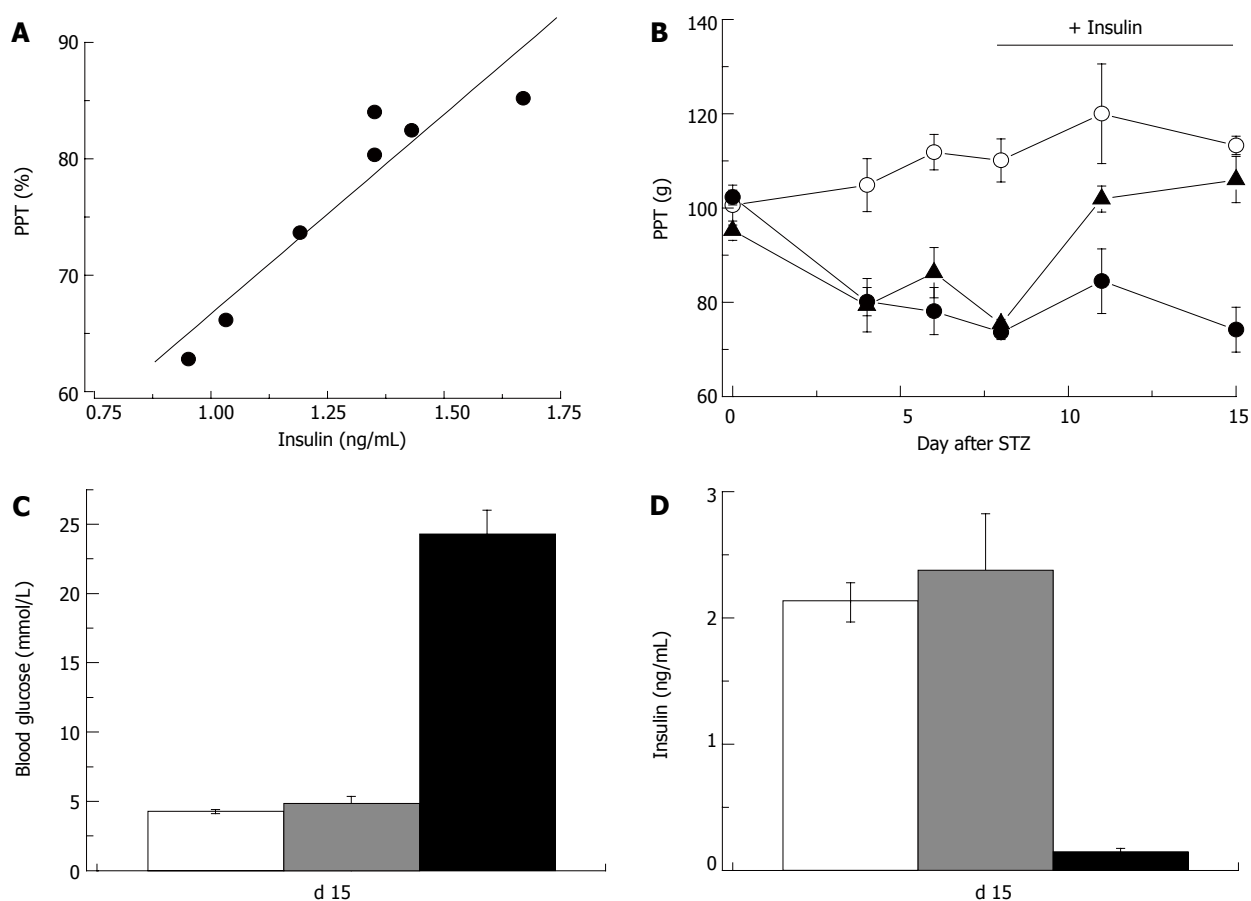 A
90
80
70
60
PPT (%)
0.75 1.00 1.25 1.50 1.75
Insulin (ng/mL)
B
+ Insulin
140
120
100
80
60
PPT (g)
0 5 10 15
Day after STZ
C
25
20
15
10
5
0
Blood glucose (mmol/L)
d 15
D
3
2
1
0
Insulin (ng/mL)
d 15